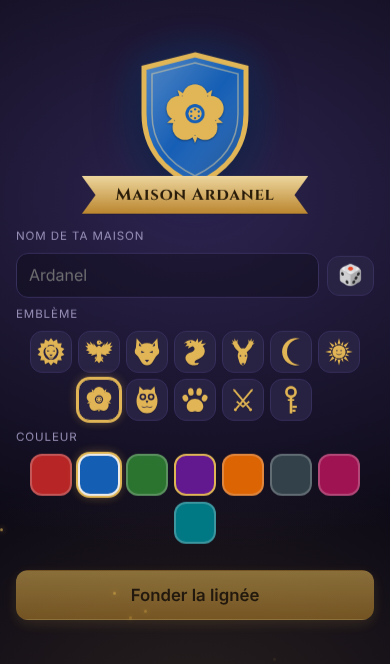 Maison Ardanel
NOM DE TA MAISON
Ardanel
EMBLÈME
COULEUR
Fonder la lignée